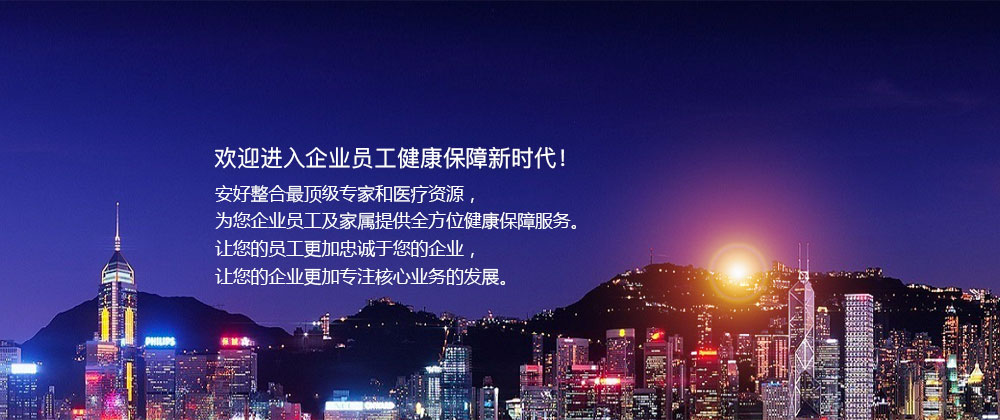 欢迎进入企业员工健康保障新时代！
安好整合最顶级专家和医疗资源，
为您企业员工及家属提供全方位健康保障服务。
让您的员工更加忠诚于您的企业，
让您的企业更加专注核心业务的发展。
PHILIPS